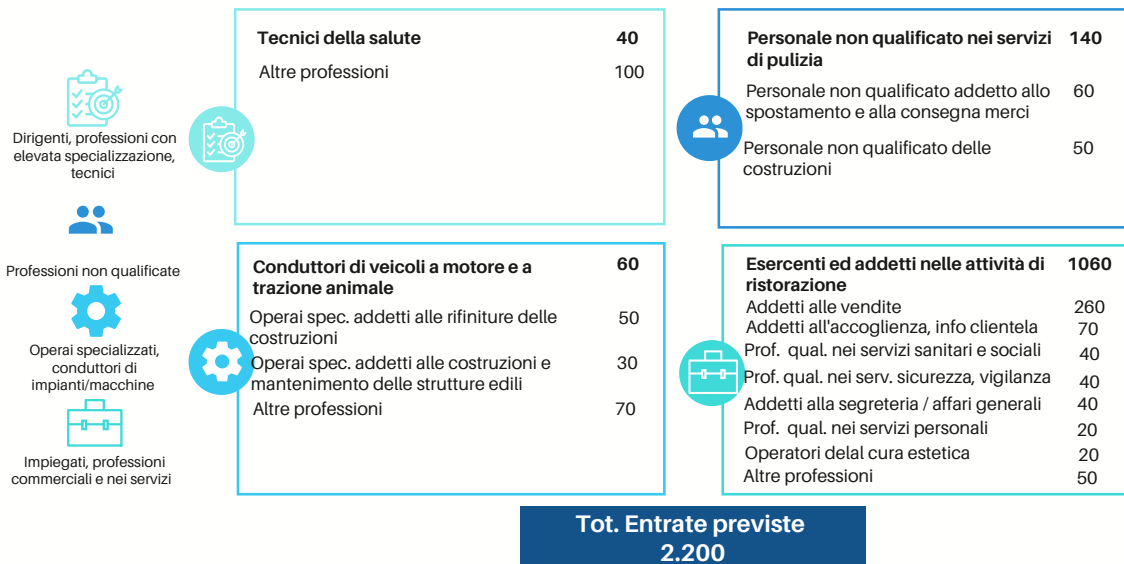 Dirigenti, professioni con
elevata specializzazione,
tecnici
Professioni non qualificate
Operai specializzati,
conduttori di
impianti/macchine
Impiegati, professioni
commerciali e nei servizi
Tecnici della salute 40
Altre professioni 100
Personale non qualificato nei servizi 140
di pulizia
Personale non qualificato addetto allo 60
spostamento e alla consegna merci
Personale non qualificato delle 50
costruzioni
Conduttori di veicoli a motore e a 60
trazione animale
Operai spec. addetti alle rifiniture delle 50
costruzioni
Operai spec. addetti alle costruzioni e 30
mantenimento delle strutture edili
Altre professioni 70
Esercenti ed addetti nelle attività di 1060
ristorazione
Addetti alle vendite 260
Addetti all'accoglienza, info clientela 70
Prof. qual. nei servizi sanitari e sociali 40
Prof. qual. nei serv. sicurezza, vigilanza 40
Addetti alla segreteria / affari generali 40
Prof. qual. nei servizi personali 20
Operatori delal cura estetica 20
Altre professioni 50
Tot. Entrate previste
2.200